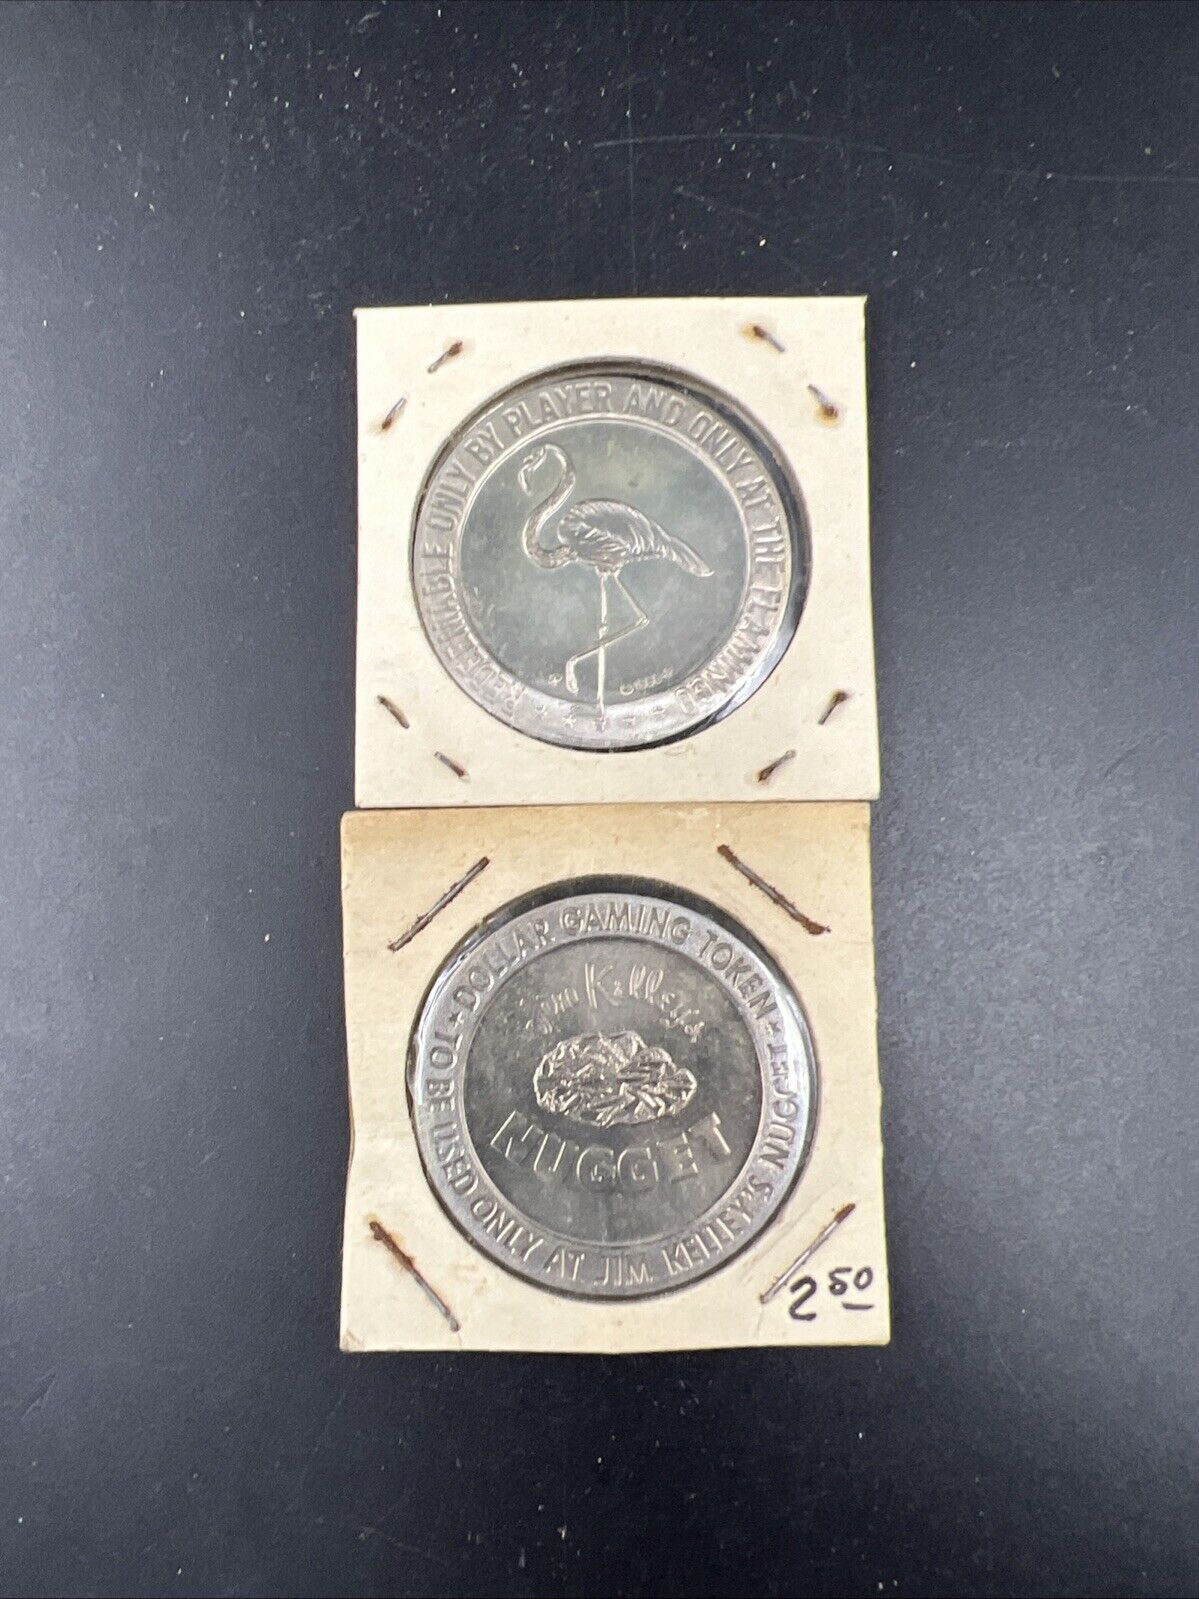 REDEEMABLE ONLY BY PLAYER AND ONLY AT THE FLAMINGO
DOLLAR GAMING TOKEN
Jim Kelley's
NUGGET
TO BE USED ONLY AT JIM KELLEY'S NUGGET
2 50